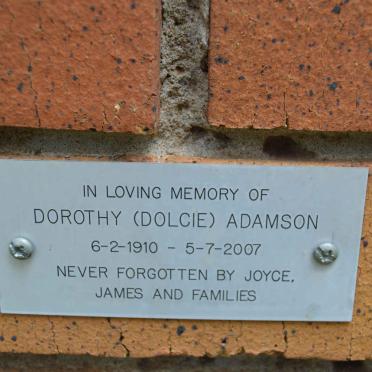 IN LOVING MEMORY OF
DOROTHY (DOLCIE) ADAMSON
6-2-1910 - 5-7-2007
NEVER FORGOTTEN BY JOYCE,
JAMES AND FAMILIES